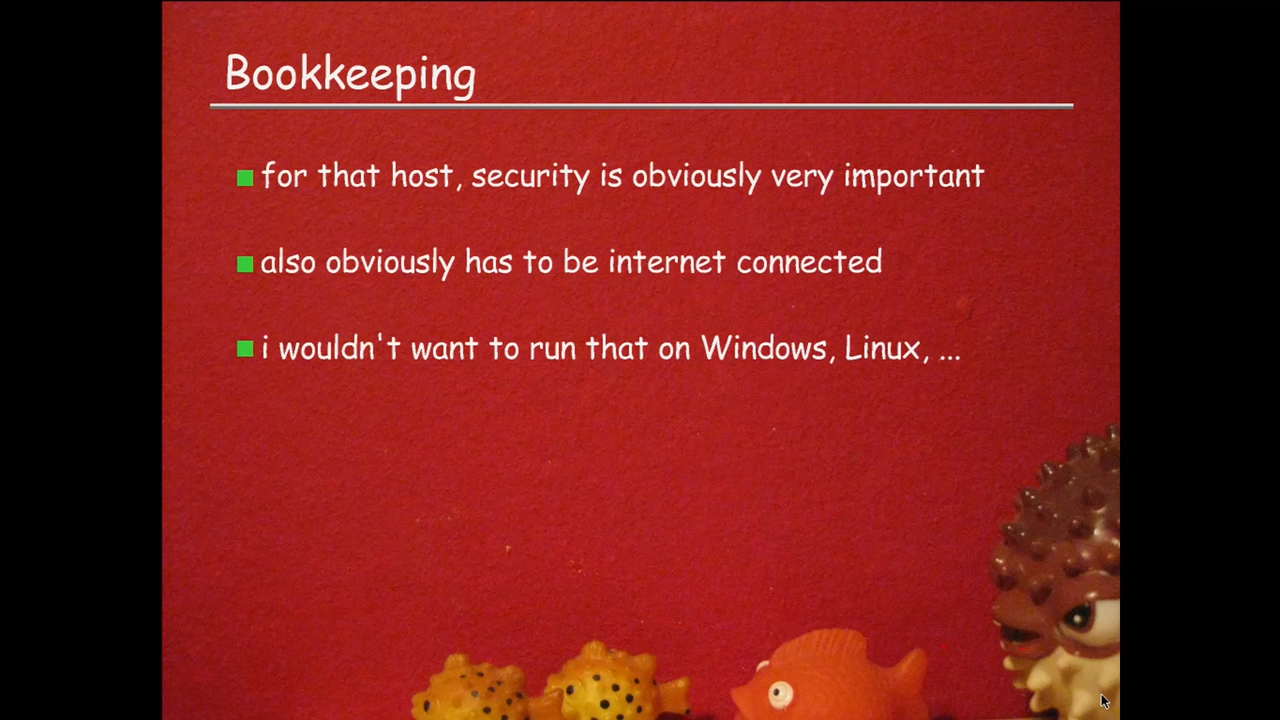 Bookkeeping
for that host, security is obviously very important
also obviously has to be internet connected
i wouldn't want to run that on Windows, Linux, ...